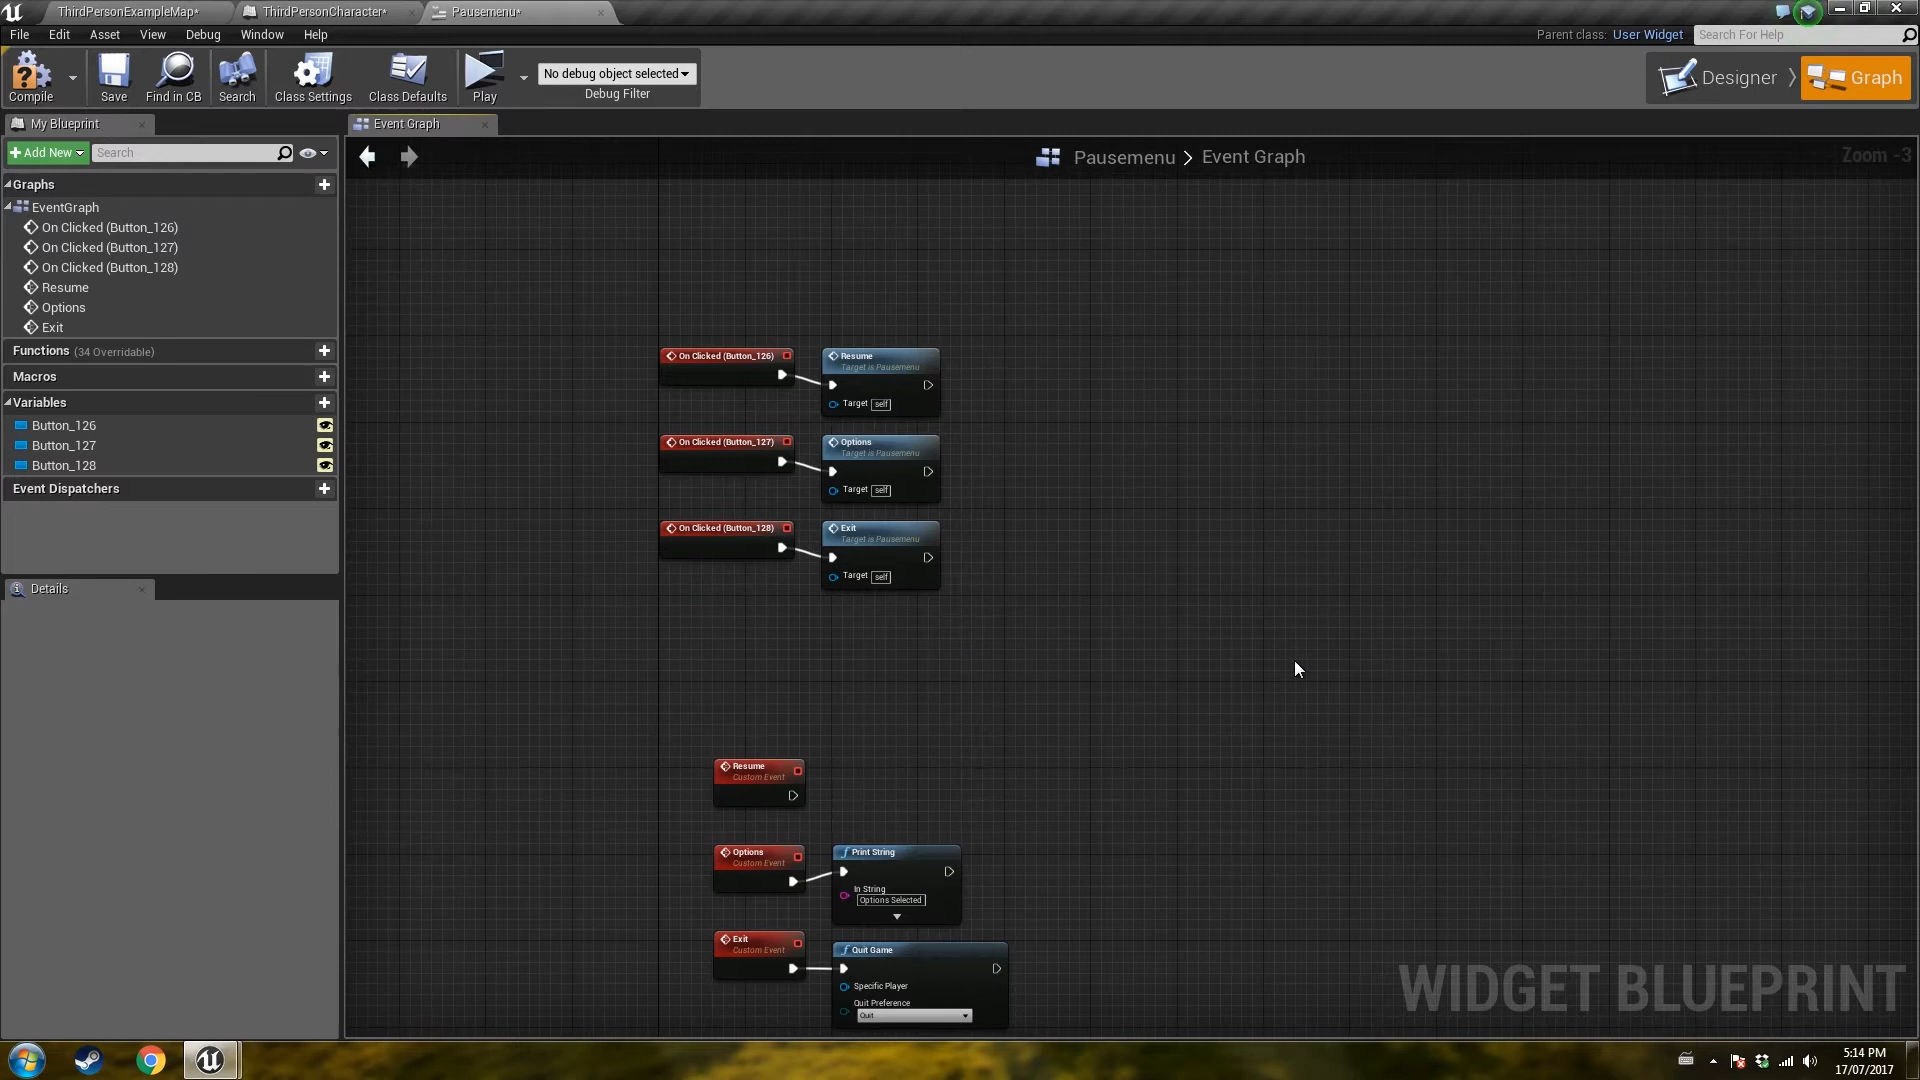 ThirdPersonExampleMap*
ThirdPersonCharacter*
Pausemenu*
File Edit Asset View Debug Window Help
Parent class: User Widget
Search For Help
Compile
Save
Find in CB
Search
Class Settings
Class Defaults
Play
No debug object selected
Debug Filter
Designer
Graph
My Blueprint
Event Graph
Add New
Search
Pausemenu > Event Graph
Zoom -3
Graphs
EventGraph
On Clicked (Button_126)
On Clicked (Button_127)
On Clicked (Button_128)
Resume
Options
Exit
Functions (34 Overridable)
Macros
Variables
Button_126
Button_127
Button_128
Event Dispatchers
Details
On Clicked (Button_126)
Resume
Target is Pausemenu
Target self
On Clicked (Button_127)
Options
Target is Pausemenu
Target self
On Clicked (Button_128)
Exit
Target is Pausemenu
Target self
Resume
Custom Event
Options
Custom Event
Print String
In String
Options Selected
Exit
Custom Event
Quit Game
Specific Player
Quit Preference
Quit
WIDGET BLUEPRINT
5:14 PM
17/07/2017